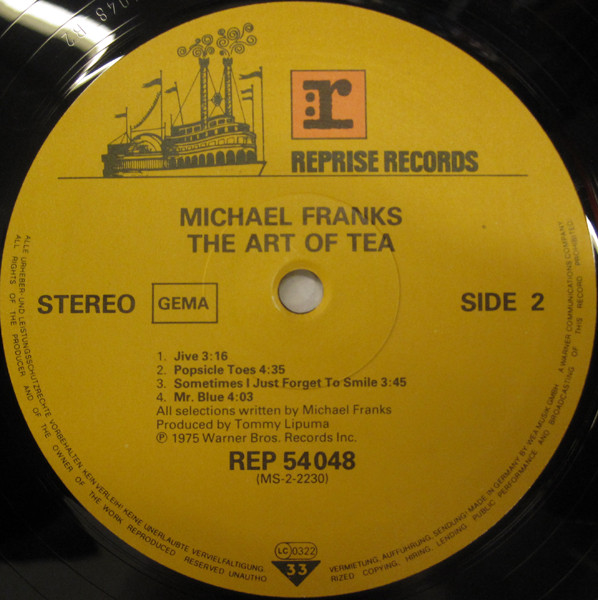 r
REPRISE RECORDS
MICHAEL FRANKS
THE ART OF TEA
STEREO
GEMA
SIDE 2
1. Jive 3:16
2. Popsicle Toes 4:35
3. Sometimes I Just Forget To Smile 3:45
4. Mr. Blue 4:03
All selections written by Michael Franks
Produced by Tommy Lipuma
℗ 1975 Warner Bros. Records Inc.
REP 54 048
(MS-2-2230)
LC 0322
33
ALLE URHEBER UND LEISTUNGSSCHUTZRECHTE VORBEHALTEN. KEIN VERLEIH! KEINE UNERLAUBTE VERVIELFÄLTIGUNG, VERMIETUNG, AUFFÜHRUNG, SENDUNG! MADE IN GERMANY BY WEA MUSIK GMBH A WARNER COMMUNICATIONS COMPANY
ALL RIGHTS OF THE PRODUCER AND OF THE OWNER OF THE WORK REPRODUCED RESERVED UNAUTHORIZED COPYING, HIRING, LENDING PUBLIC PERFORMANCE AND BROADCASTING OF THIS RECORD PROHIBITED